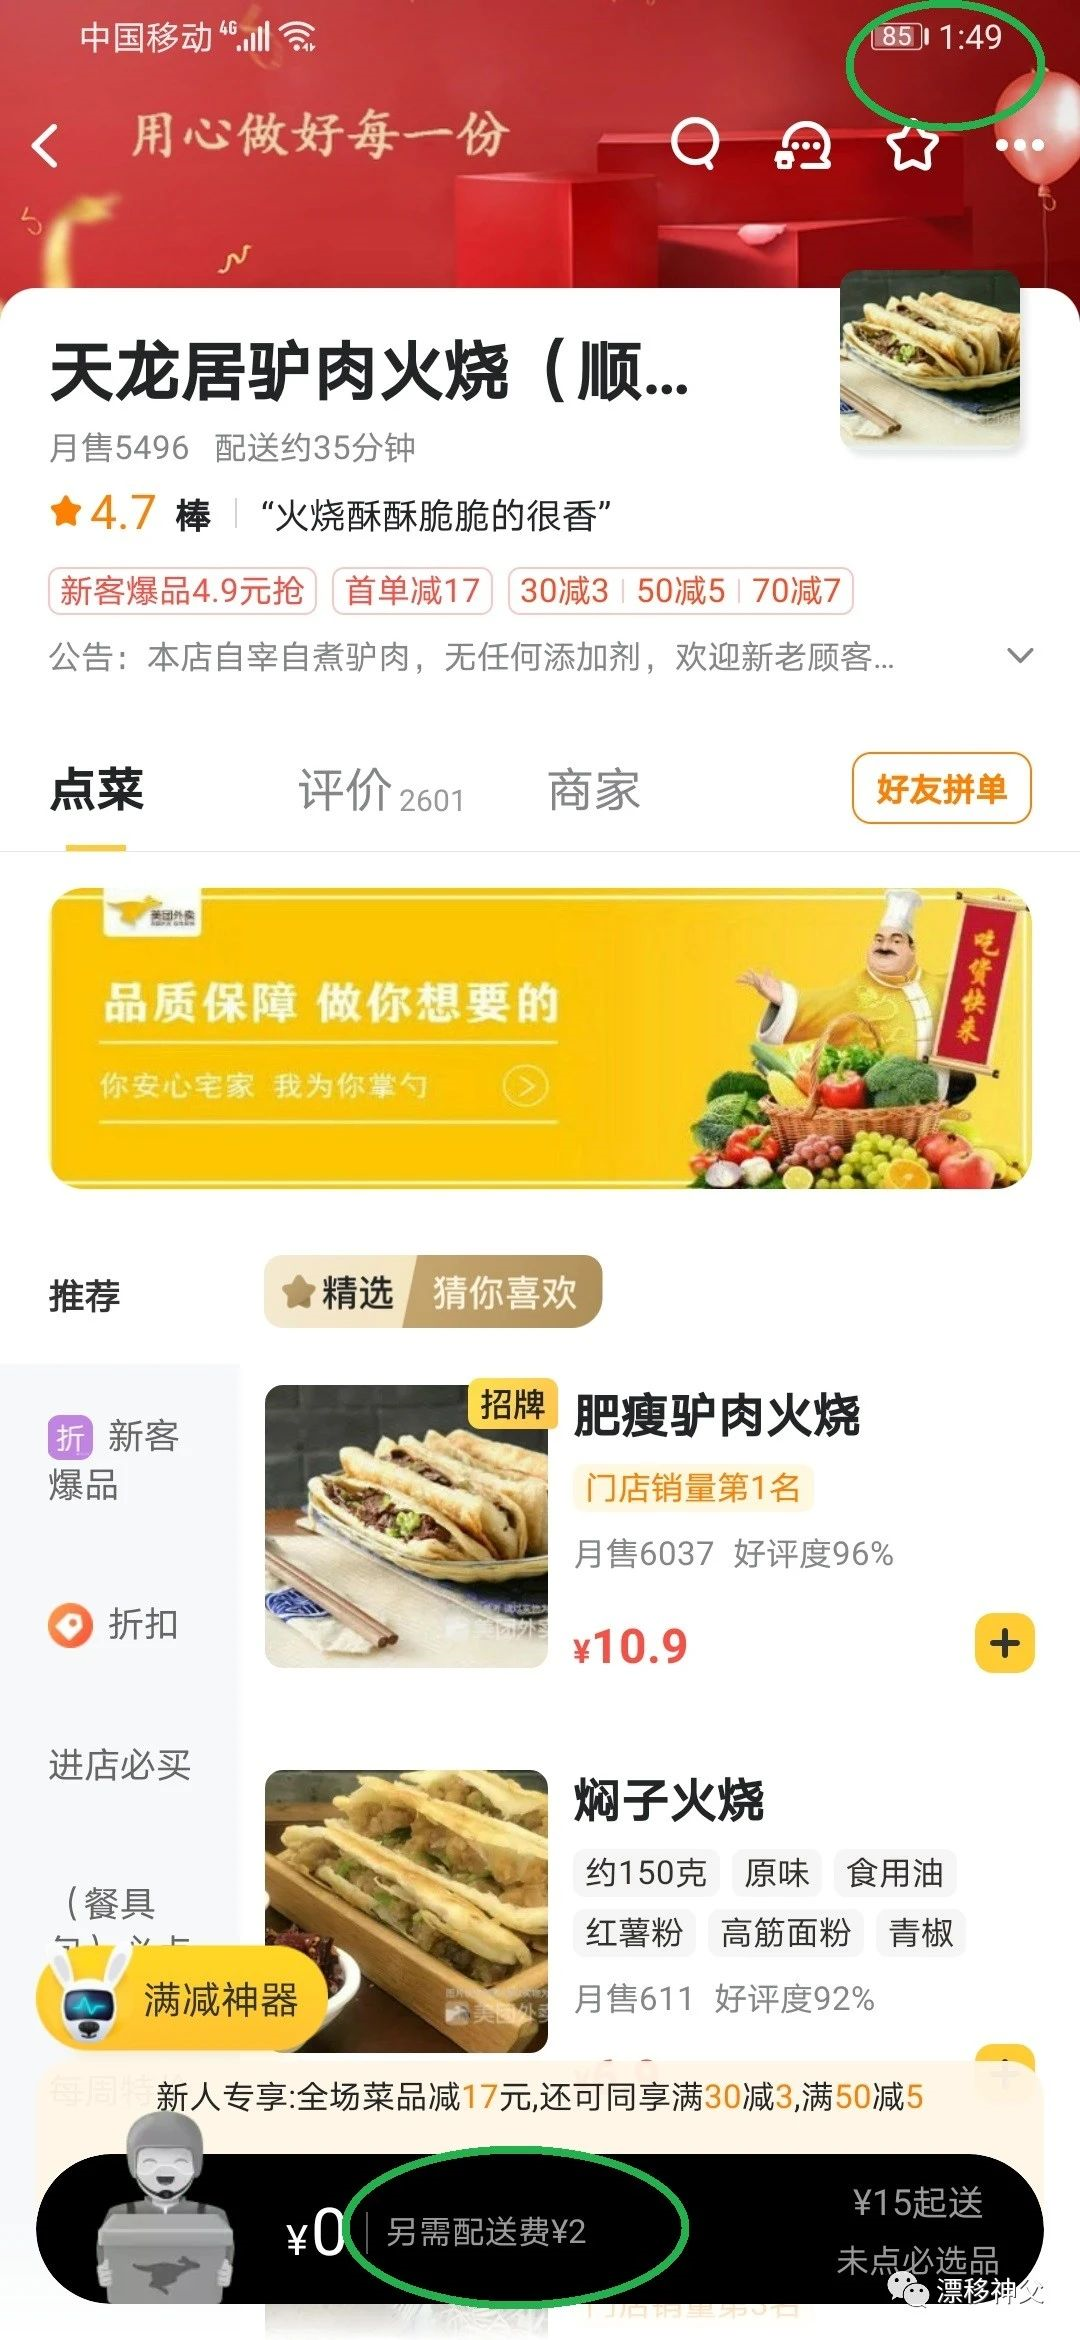 中国移动 4G 85 1:49
用心做好每一份
天龙居驴肉火烧（顺...
月售5496 配送约35分钟
4.7 棒 “火烧酥酥脆脆的很香”
新客爆品4.9元抢 首单减17 30减3 50减5 70减7
公告：本店自宰自煮驴肉，无任何添加剂，欢迎新老顾客...
点菜 评价 2601 商家 好友拼单
美团外卖
品质保障 做你想要的
你安心宅家 我为你掌勺
吃货快来
推荐 精选 猜你喜欢
折 新客
爆品
折扣
进店必买
（餐具
招牌
肥瘦驴肉火烧
门店销量第1名
月售6037 好评度96%
¥10.9
美团外卖
焖子火烧
约150克 原味 食用油
红薯粉 高筋面粉 青椒
月售611 好评度92%
美团外卖
满减神器
新人专享:全场菜品减17元,还可同享满30减3,满50减5
¥0 另需配送费¥2
¥15起送
未点必选品
漂移神父